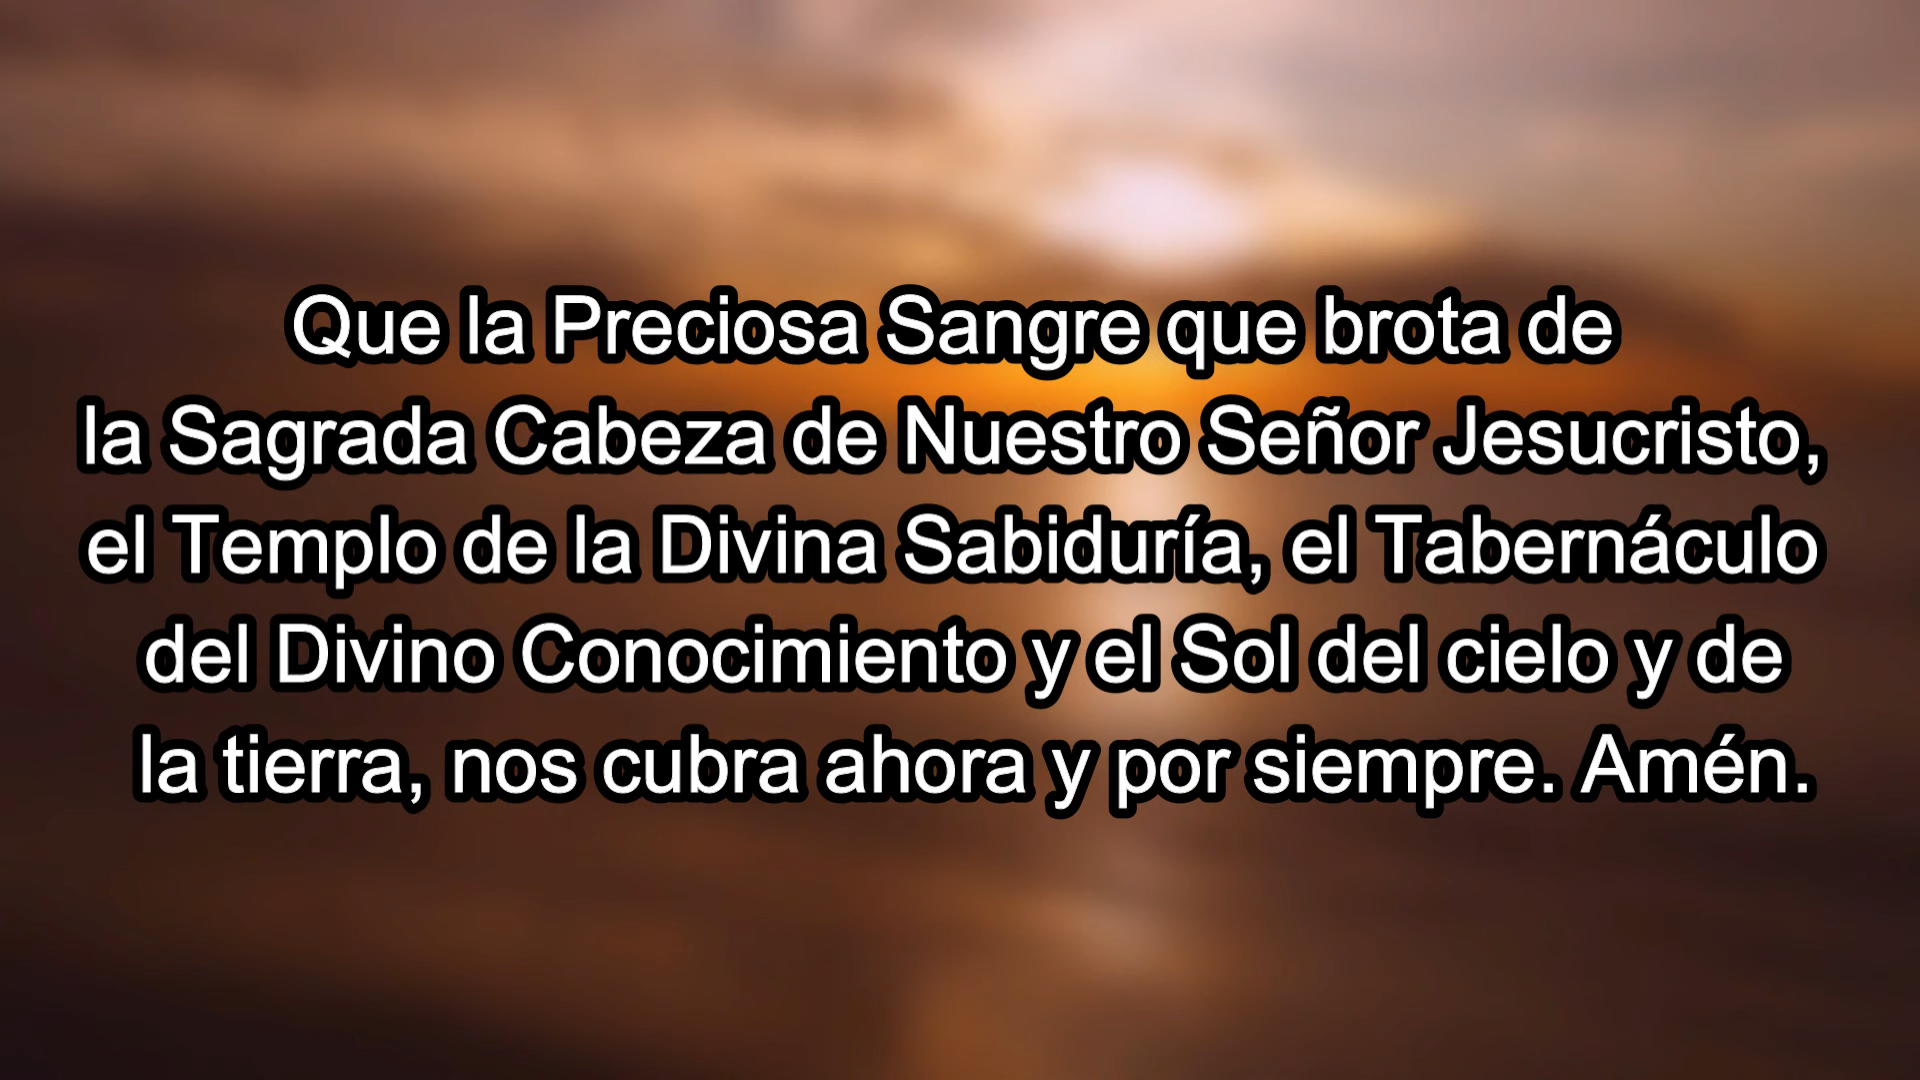 Que la Preciosa Sangre que brota de
la Sagrada Cabeza de Nuestro Señor Jesucristo,
el Templo de la Divina Sabiduría, el Tabernáculo
del Divino Conocimiento y el Sol del cielo y de
la tierra, nos cubra ahora y por siempre. Amén.